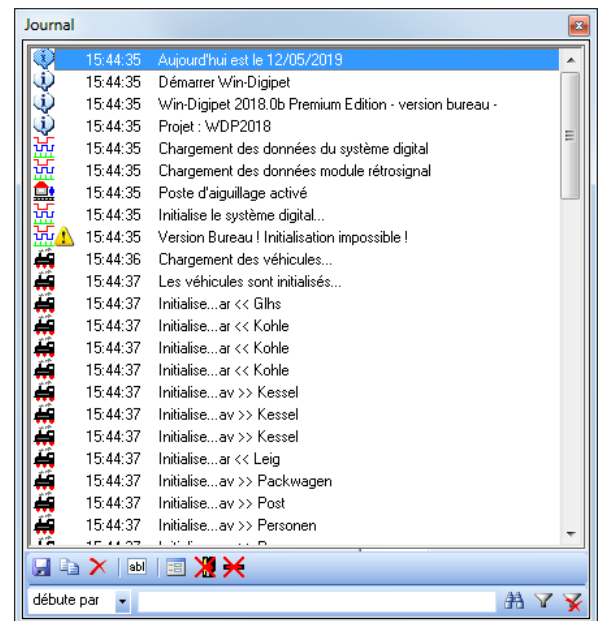 Journal
15:44:35 Aujourd'hui est le 12/05/2019
15:44:35 Démarrer Win-Digipet
15:44:35 Win-Digipet 2018.0b Premium Edition - version bureau -
15:44:35 Projet : WDP2018
15:44:35 Chargement des données du système digital
15:44:35 Chargement des données module rétrosignal
15:44:35 Poste d'aiguillage activé
15:44:35 Initialise le système digital...
15:44:35 Version Bureau ! Initialisation impossible !
15:44:36 Chargement des véhicules...
15:44:37 Les véhicules sont initialisés...
15:44:37 Initialise...ar << Glhs
15:44:37 Initialise...ar << Kohle
15:44:37 Initialise...ar << Kohle
15:44:37 Initialise...ar << Kohle
15:44:37 Initialise...av >> Kessel
15:44:37 Initialise...av >> Kessel
15:44:37 Initialise...av >> Kessel
15:44:37 Initialise...ar << Leig
15:44:37 Initialise...av >> Packwagen
15:44:37 Initialise...av >> Post
15:44:37 Initialise...av >> Personen
abl
débute par